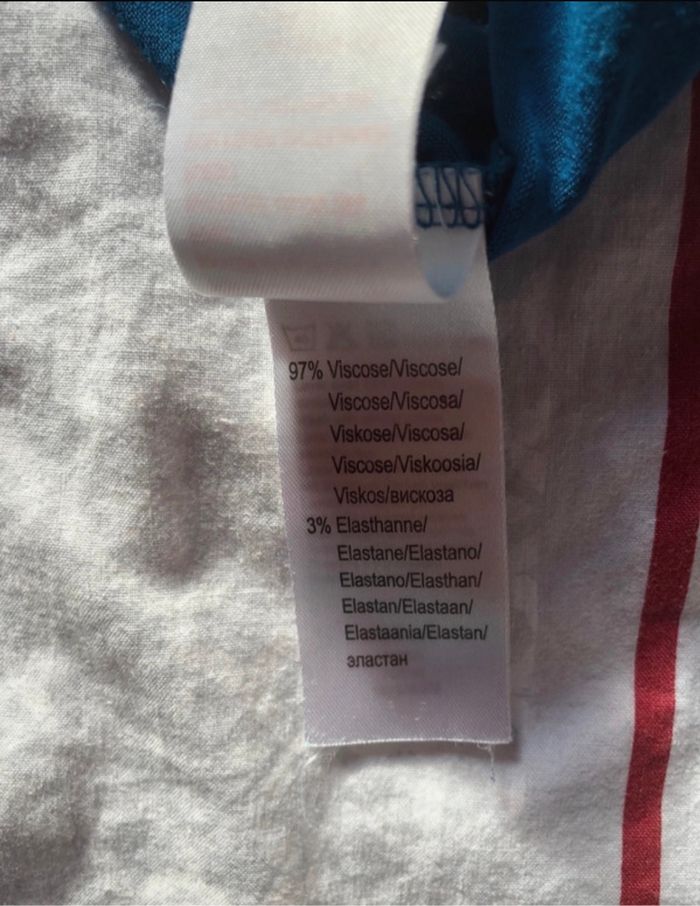 97% Viscose/Viscose/
Viscose/Viscosa/
Viskose/Viscosa/
Viscose/Viskoosia/
Viskos/вискоза
3% Elasthanne/
Elastane/Elastano/
Elastano/Elasthan/
Elastan/Elastaan/
Elastaania/Elastan/
эластан